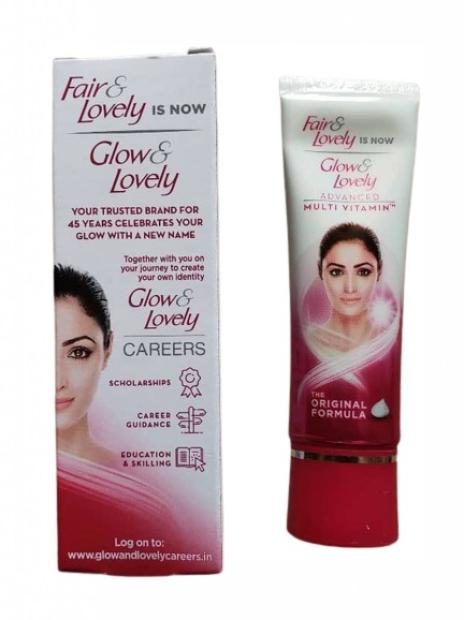 Fair & Lovely IS NOW
Glow & Lovely
YOUR TRUSTED BRAND FOR
45 YEARS CELEBRATES YOUR
GLOW WITH A NEW NAME
Together with you on
your journey to create
your own identity
Glow & Lovely
CAREERS
SCHOLARSHIPS
CAREER
GUIDANCE
EDUCATION
& SKILLING
Log on to:
www.glowandlovelycareers.in
Fair & Lovely IS NOW
Glow & Lovely
ADVANCED
MULTI VITAMIN™
THE
ORIGINAL
FORMULA